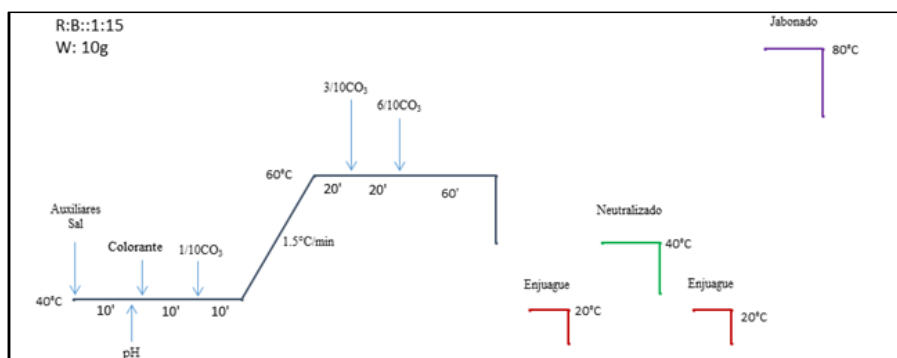 R:B::1:15
W: 10g
Jabonado
80°C
3/10CO₃
6/10CO₃
60°C
20'
20'
60'
Auxiliares
Sal
Colorante
1/10CO₃
1.5°C/min
Neutralizado
40°C
40°C
10'
10'
10'
pH
Enjuague
20°C
Enjuague
20°C